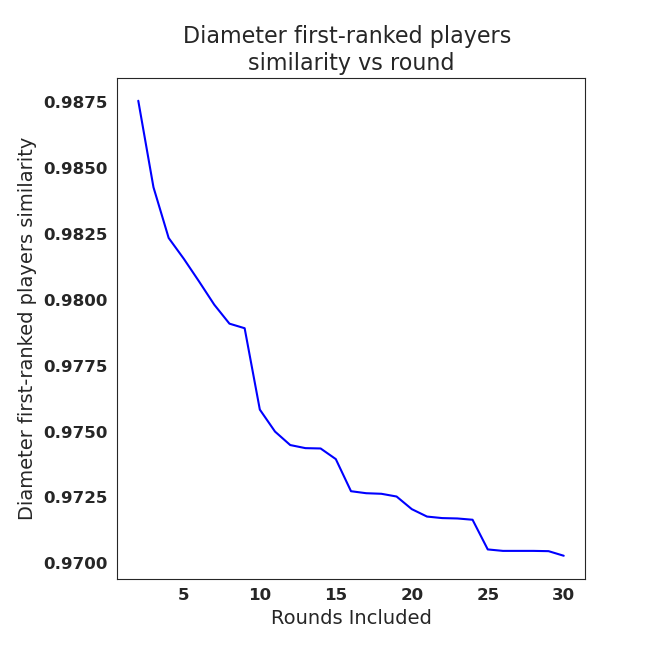 Diameter first-ranked players
similarity vs round
Diameter first-ranked players similarity
0.9875
0.9850
0.9825
0.9800
0.9775
0.9750
0.9725
0.9700
5 10 15 20 25 30
Rounds Included